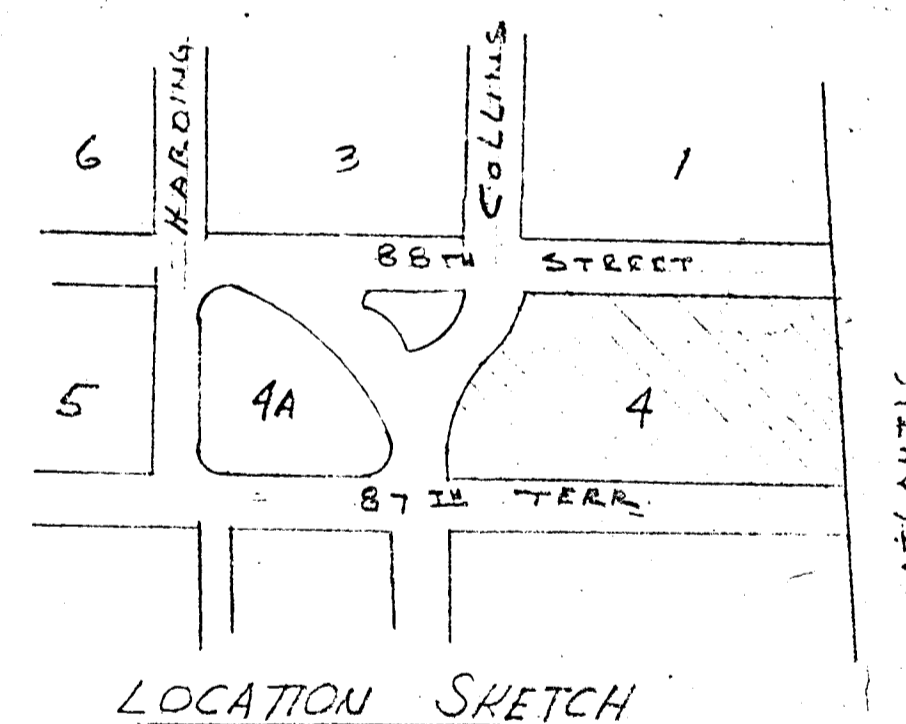 HARDING
COLLINS
6
3
1
88TH STREET
5
4A
4
87TH TERR.
LOCATION SKETCH